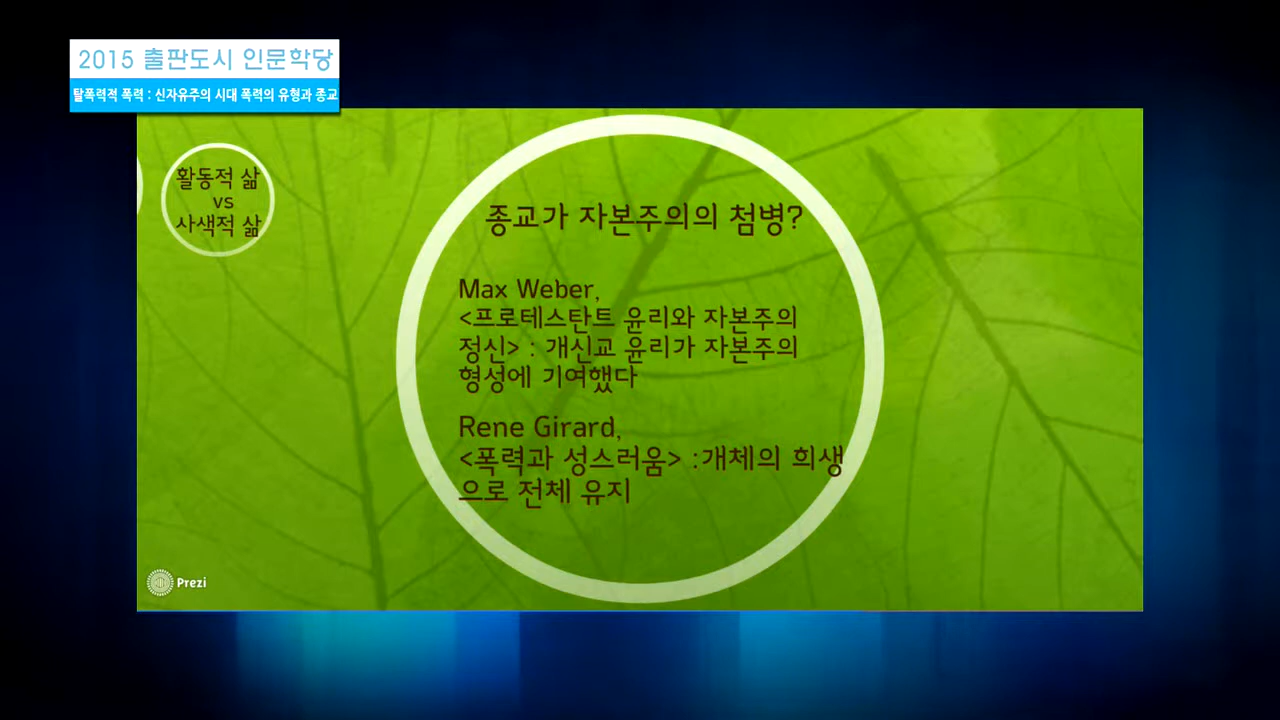 2015 출판도시 인문학당
탈폭력적 폭력 : 신자유주의 시대 폭력의 유형과 종교
활동적 삶
vs
사색적 삶
종교가 자본주의의 첨병?
Max Weber,
<프로테스탄트 윤리와 자본주의
정신> : 개신교 윤리가 자본주의
형성에 기여했다
Rene Girard,
<폭력과 성스러움> :개체의 희생
으로 전체 유지
Prezi